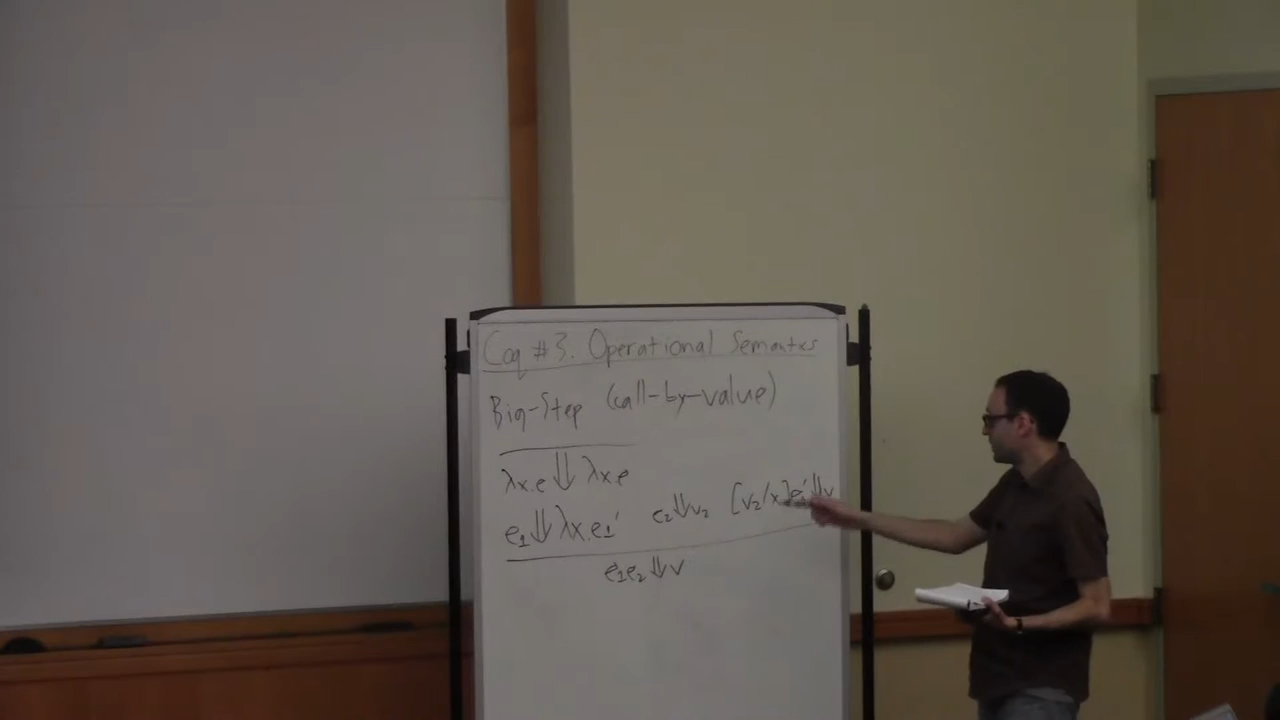 Coq #3. Operational Semantics
Big-Step (call-by-value)
λx.e ⇓ λx.e
e₁ ⇓ λx.e₁' e₂ ⇓ v₂ [v₂/x]e₁' ⇓ v
e₁e₂ ⇓ v